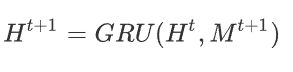 H^{t+1} = GRU(H^t, M^{t+1})